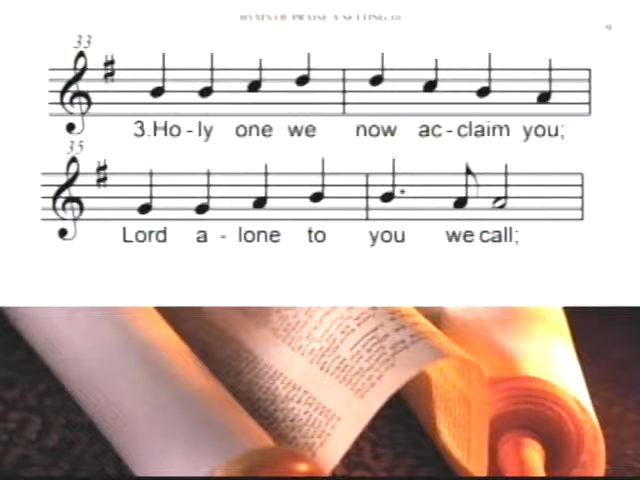 33
3.Ho - ly one we now ac - claim you;
35
Lord a - lone to you we call;